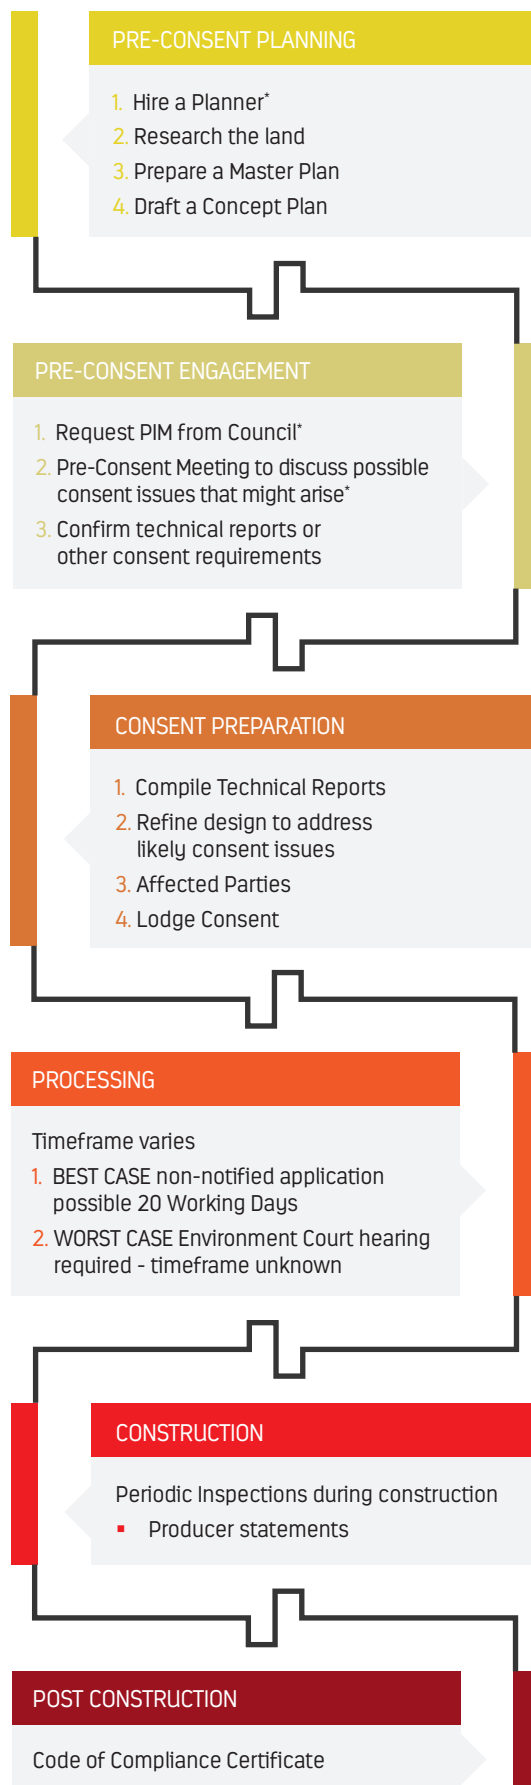 PRE-CONSENT PLANNING
1. Hire a Planner*
2. Research the land
3. Prepare a Master Plan
4. Draft a Concept Plan
PRE-CONSENT ENGAGEMENT
1. Request PIM from Council*
2. Pre-Consent Meeting to discuss possible
consent issues that might arise*
3. Confirm technical reports or
other consent requirements
CONSENT PREPARATION
1. Compile Technical Reports
2. Refine design to address
likely consent issues
3. Affected Parties
4. Lodge Consent
PROCESSING
Timeframe varies
1. BEST CASE non-notified application
possible 20 Working Days
2. WORST CASE Environment Court hearing
required - timeframe unknown
CONSTRUCTION
Periodic Inspections during construction
▪ Producer statements
POST CONSTRUCTION
Code of Compliance Certificate